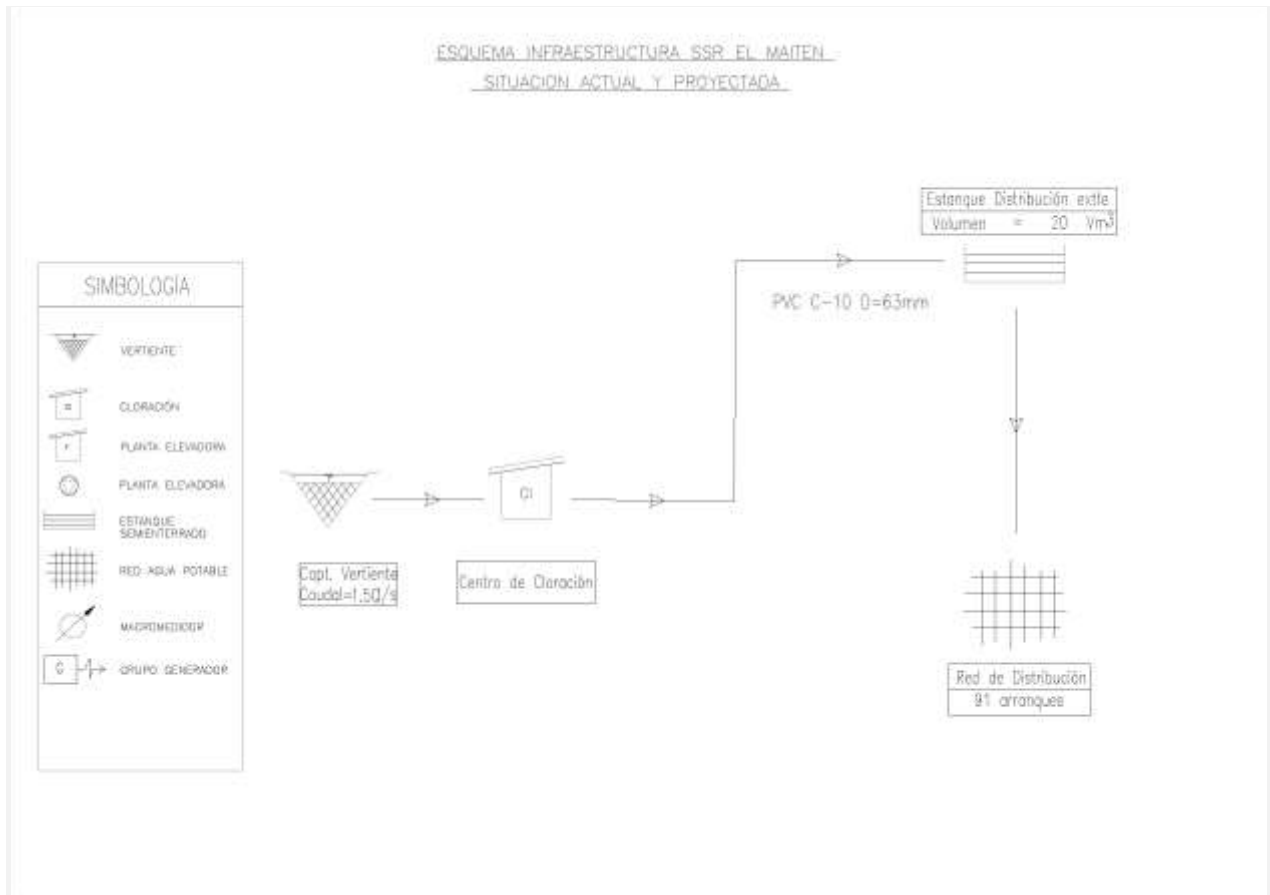 ESQUEMA INFRAESTRUCTURA SSR EL MAITEN
SITUACION ACTUAL Y PROYECTADA
Estanque Distribución extte
Volumen = 20 Vm3
PVC C-10 D=63mm
SIMBOLOGÍA
VERTIENTE
CLORACIÓN
PLANTA ELEVADORA
PLANTA ELEVADORA
ESTANQUE
SEMIENTERRADO
RED AGUA POTABLE
MACROMEDIDOR
G
GRUPO GENERADOR
Cl
Capt. Vertiente
Caudal=1.5Q/s
Centro de Cloración
Red de Distribución
91 arranques